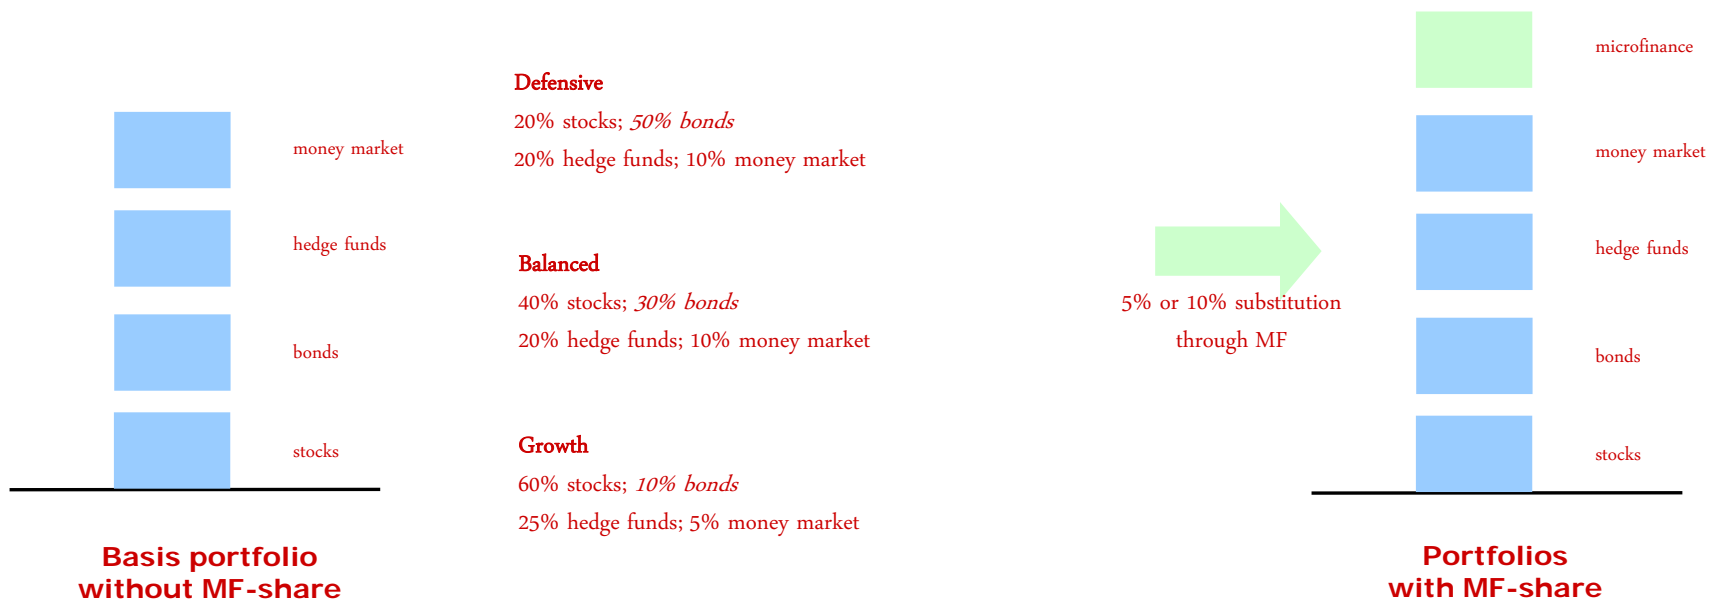 money market
hedge funds
bonds
stocks
Basis portfolio
without MF-share
Defensive
20% stocks; 50% bonds
20% hedge funds; 10% money market
Balanced
40% stocks; 30% bonds
20% hedge funds; 10% money market
Growth
60% stocks; 10% bonds
25% hedge funds; 5% money market
5% or 10% substitution
through MF
microfinance
money market
hedge funds
bonds
stocks
Portfolios
with MF-share